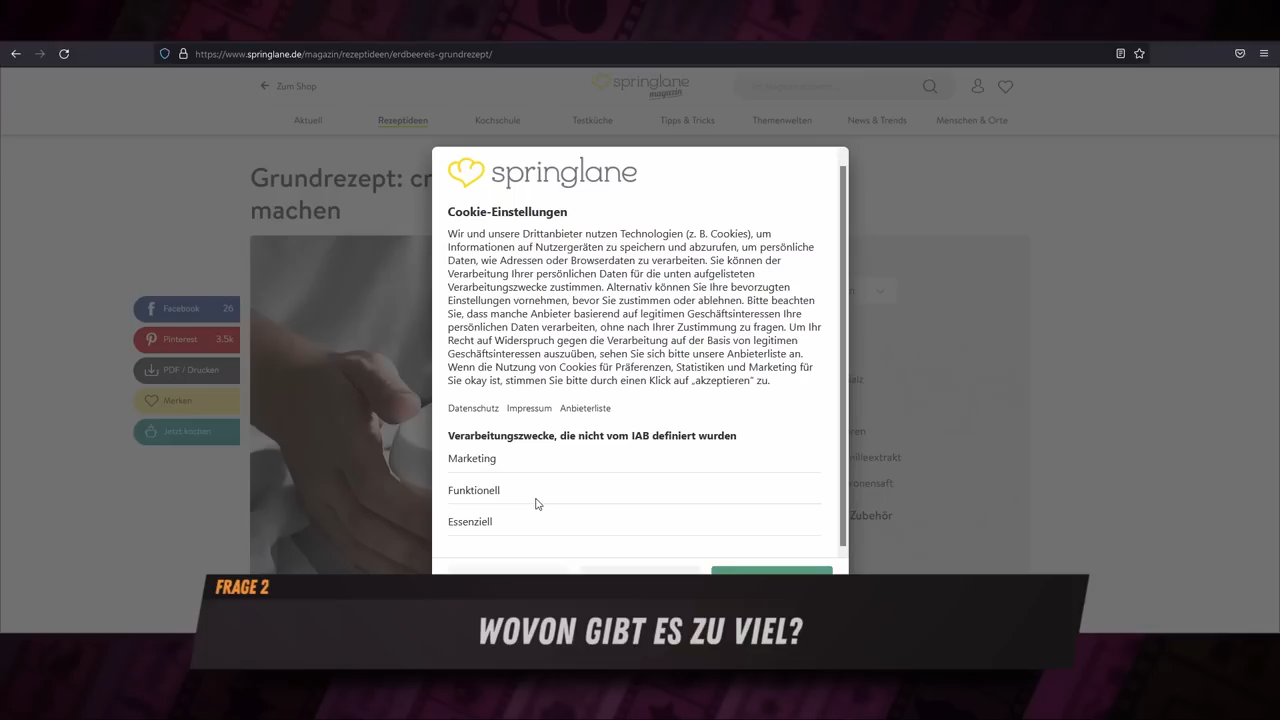 https://www.springlane.de/magazin/rezeptideen/erdbeereis-grundrezept/
Zum Shop
springlane
magazin
Aktuell
Rezeptideen
Kochschule
Testküche
Tipps & Tricks
Themenwelten
News & Trends
Menschen & Orte
Grundrezept:
machen
Facebook 26
Pinterest 3.5k
PDF / Drucken
Merken
Jetzt kochen
springlane
Cookie-Einstellungen
Wir und unsere Drittanbieter nutzen Technologien (z. B. Cookies), um
Informationen auf Nutzergeräten zu speichern und abzurufen, um persönliche
Daten, wie Adressen oder Browserdaten zu verarbeiten. Sie können der
Verarbeitung Ihrer persönlichen Daten für die unten aufgelisteten
Verarbeitungszwecke zustimmen. Alternativ können Sie Ihre bevorzugten
Einstellungen vornehmen, bevor Sie zustimmen oder ablehnen. Bitte beachten
Sie, dass manche Anbieter basierend auf legitimen Geschäftsinteressen Ihre
persönlichen Daten verarbeiten, ohne nach Ihrer Zustimmung zu fragen. Um Ihr
Recht auf Widerspruch gegen die Verarbeitung auf der Basis von legitimen
Geschäftsinteressen auszuüben, sehen Sie sich bitte unsere Anbieterliste an.
Wenn die Nutzung von Cookies für Präferenzen, Statistiken und Marketing für
Sie okay ist, stimmen Sie bitte durch einen Klick auf „akzeptieren" zu.
Datenschutz Impressum Anbieterliste
Verarbeitungszwecke, die nicht vom IAB definiert wurden
Marketing
Funktionell
Essenziell
Zubehör
FRAGE 2
WOVON GIBT ES ZU VIEL?